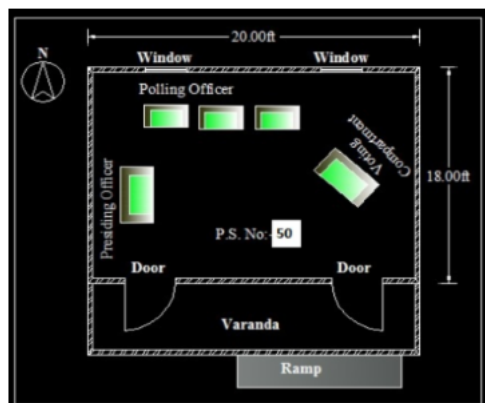 20.00ft
N
Window
Window
Polling Officer
Voting
Compartment
18.00ft
Presiding Officer
P.S. No:-50
Door
Door
Varanda
Ramp